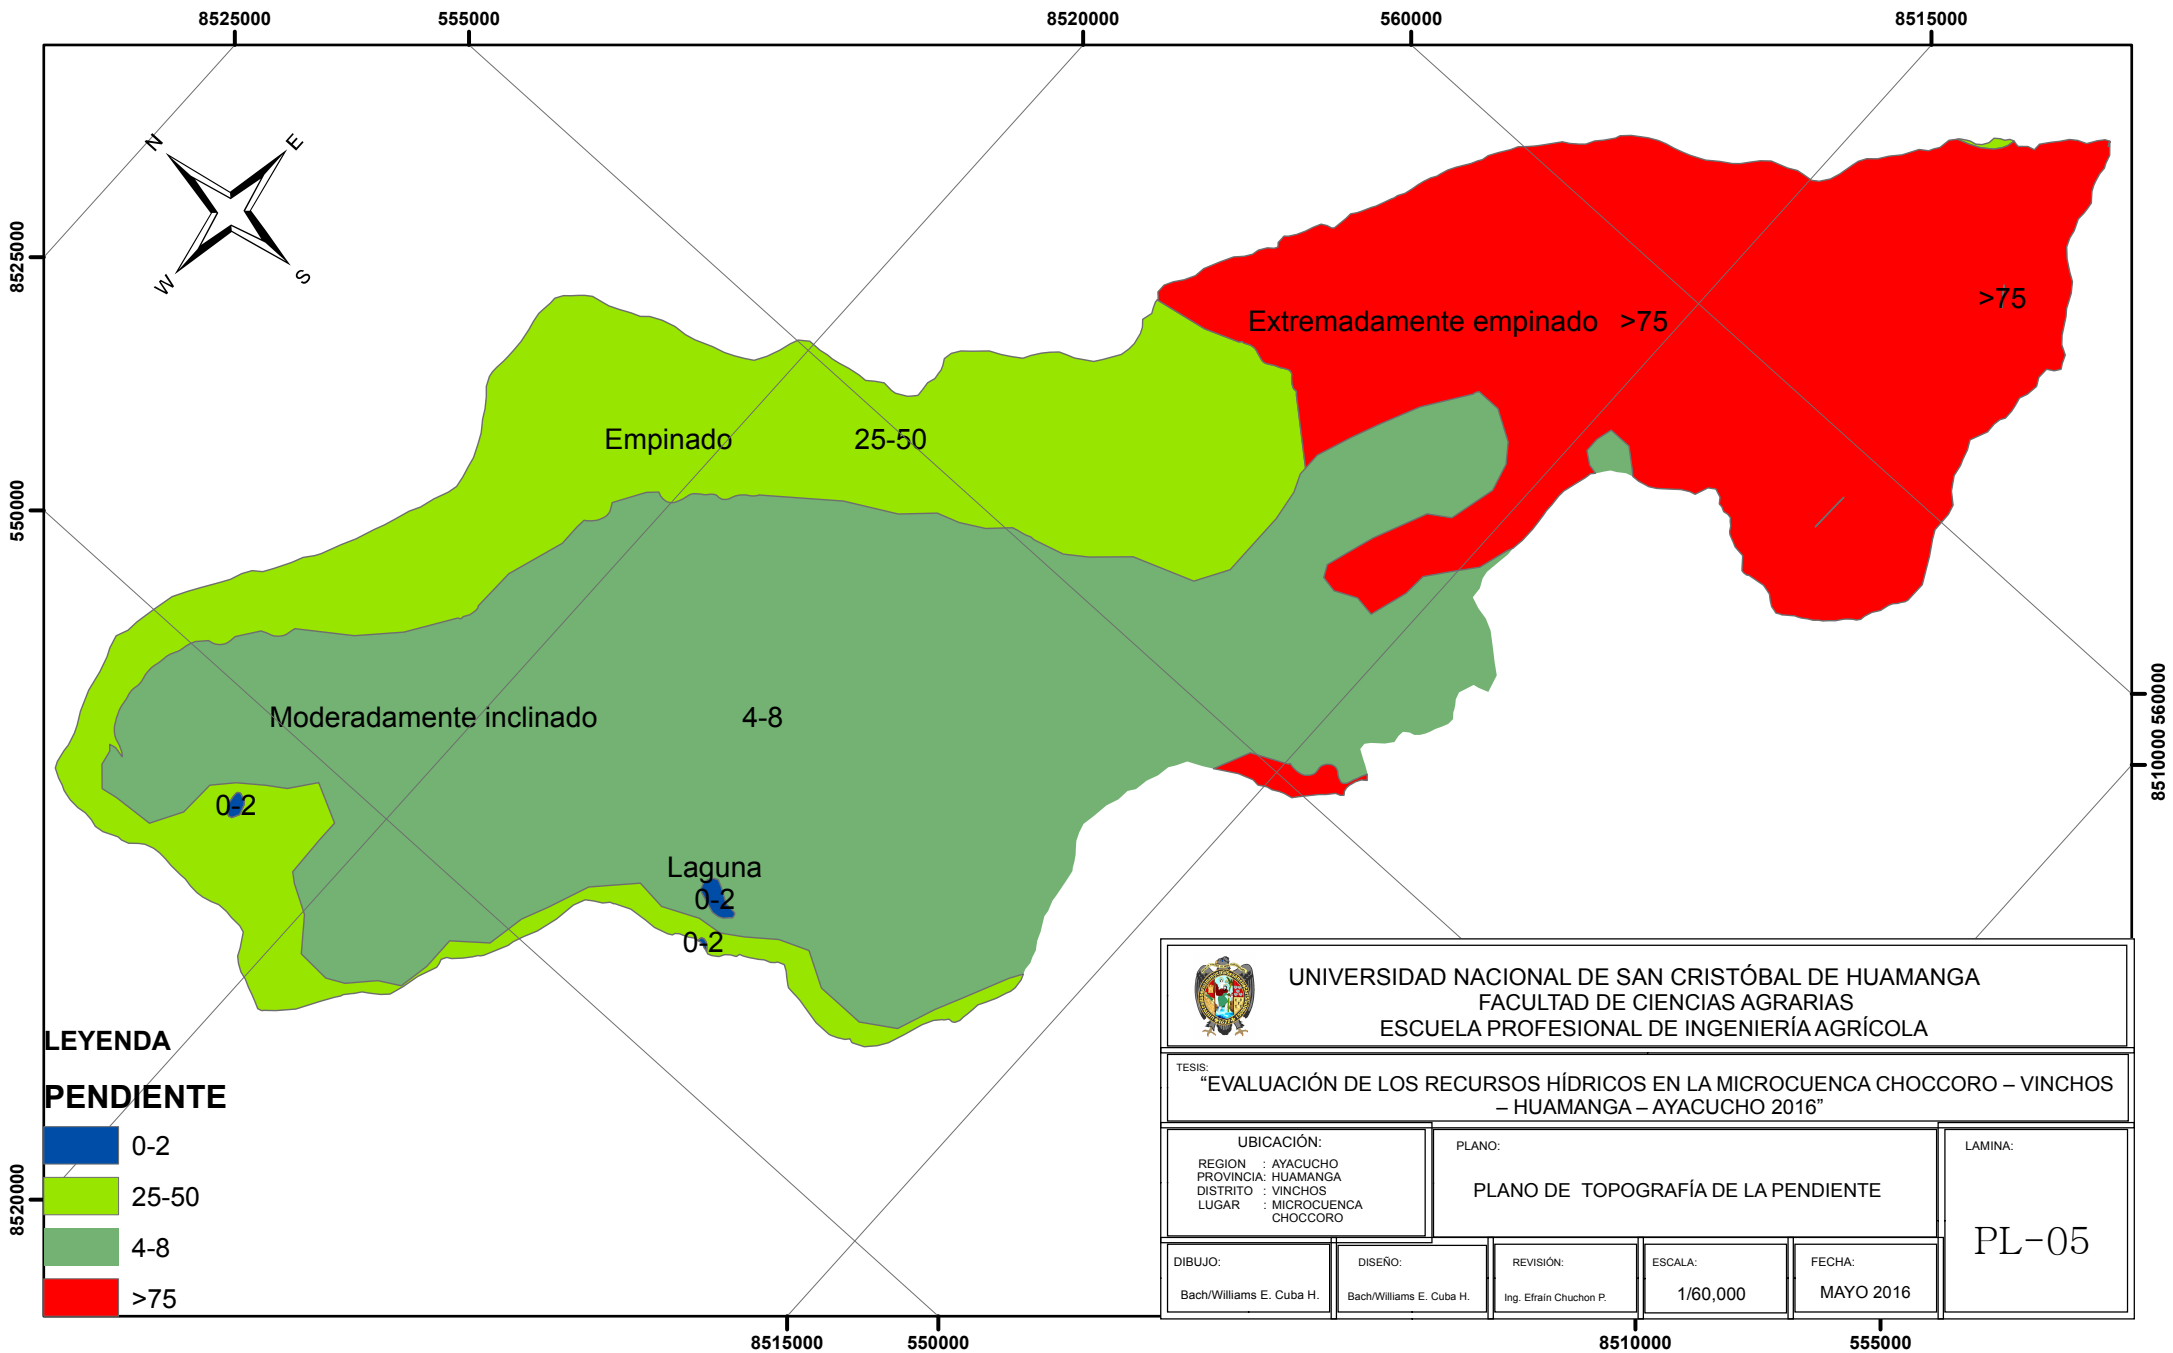 8525000 555000 8520000 560000 8515000
N
E
W
S
8525000
550000
8520000
560000
8510000
Extremadamente empinado >75
>75
Empinado 25-50
Moderadamente inclinado 4-8
0-2
Laguna
0-2
0-2
LEYENDA
PENDIENTE
0-2
25-50
4-8
>75
UNIVERSIDAD NACIONAL DE SAN CRISTÓBAL DE HUAMANGA
FACULTAD DE CIENCIAS AGRARIAS
ESCUELA PROFESIONAL DE INGENIERÍA AGRÍCOLA
TESIS:
“EVALUACIÓN DE LOS RECURSOS HÍDRICOS EN LA MICROCUENCA CHOCCORO – VINCHOS
– HUAMANGA – AYACUCHO 2016”
UBICACIÓN:
REGION : AYACUCHO
PROVINCIA: HUAMANGA
DISTRITO : VINCHOS
LUGAR : MICROCUENCA
CHOCCORO
PLANO:
PLANO DE TOPOGRAFÍA DE LA PENDIENTE
LAMINA:
PL-05
DIBUJO:
Bach/Williams E. Cuba H.
DISEÑO:
Bach/Williams E. Cuba H.
REVISIÓN:
Ing. Efraín Chuchon P.
ESCALA:
1/60,000
FECHA:
MAYO 2016
8515000 550000 8510000 555000